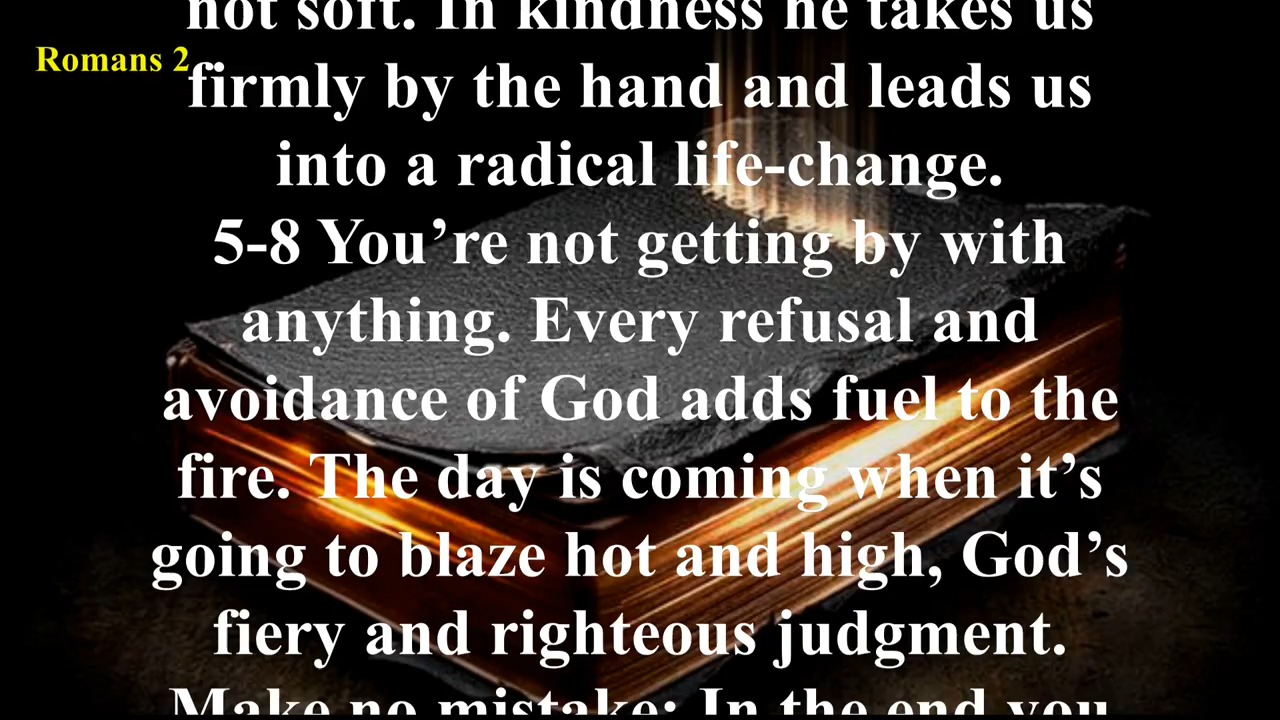 not soft. In kindness he takes us
Romans 2
firmly by the hand and leads us
into a radical life-change.
5-8 You’re not getting by with
anything. Every refusal and
avoidance of God adds fuel to the
fire. The day is coming when it’s
going to blaze hot and high, God’s
fiery and righteous judgment.
Make no mistake: In the end you